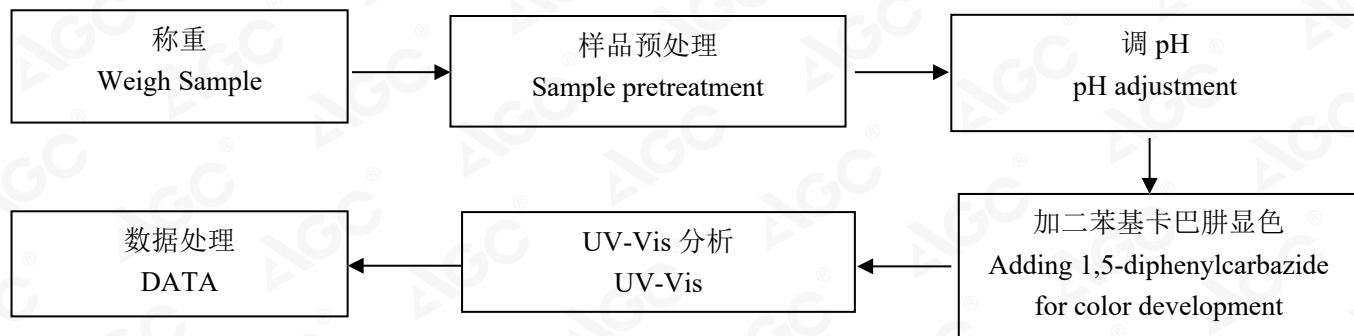 称重
Weigh Sample
样品预处理
Sample pretreatment
调 pH
pH adjustment
加二苯基卡巴肼显色
Adding 1,5-diphenylcarbazide
for color development
UV-Vis 分析
UV-Vis
数据处理
DATA